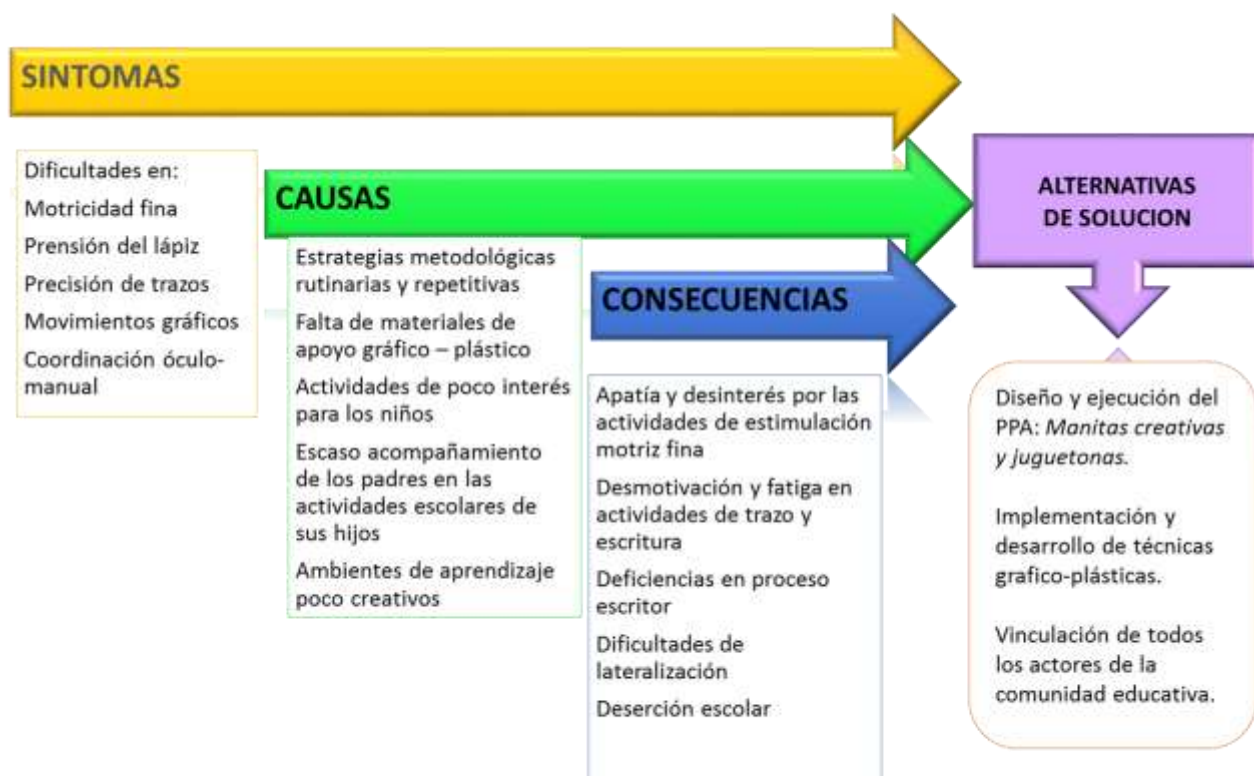 SINTOMAS
Dificultades en:
Motricidad fina
Prensión del lápiz
Precisión de trazos
Movimientos gráficos
Coordinación óculo-
manual
CAUSAS
Estrategias metodológicas
rutinarias y repetitivas
Falta de materiales de
apoyo gráfico – plástico
Actividades de poco interés
para los niños
Escaso acompañamiento
de los padres en las
actividades escolares de
sus hijos
Ambientes de aprendizaje
poco creativos
CONSECUENCIAS
Apatía y desinterés por las
actividades de estimulación
motriz fina
Desmotivación y fatiga en
actividades de trazo y
escritura
Deficiencias en proceso
escritor
Dificultades de
lateralización
Deserción escolar
ALTERNATIVAS
DE SOLUCION
Diseño y ejecución del
PPA: Manitas creativas
y juguetonas.
Implementación y
desarrollo de técnicas
grafico-plásticas.
Vinculación de todos
los actores de la
comunidad educativa.